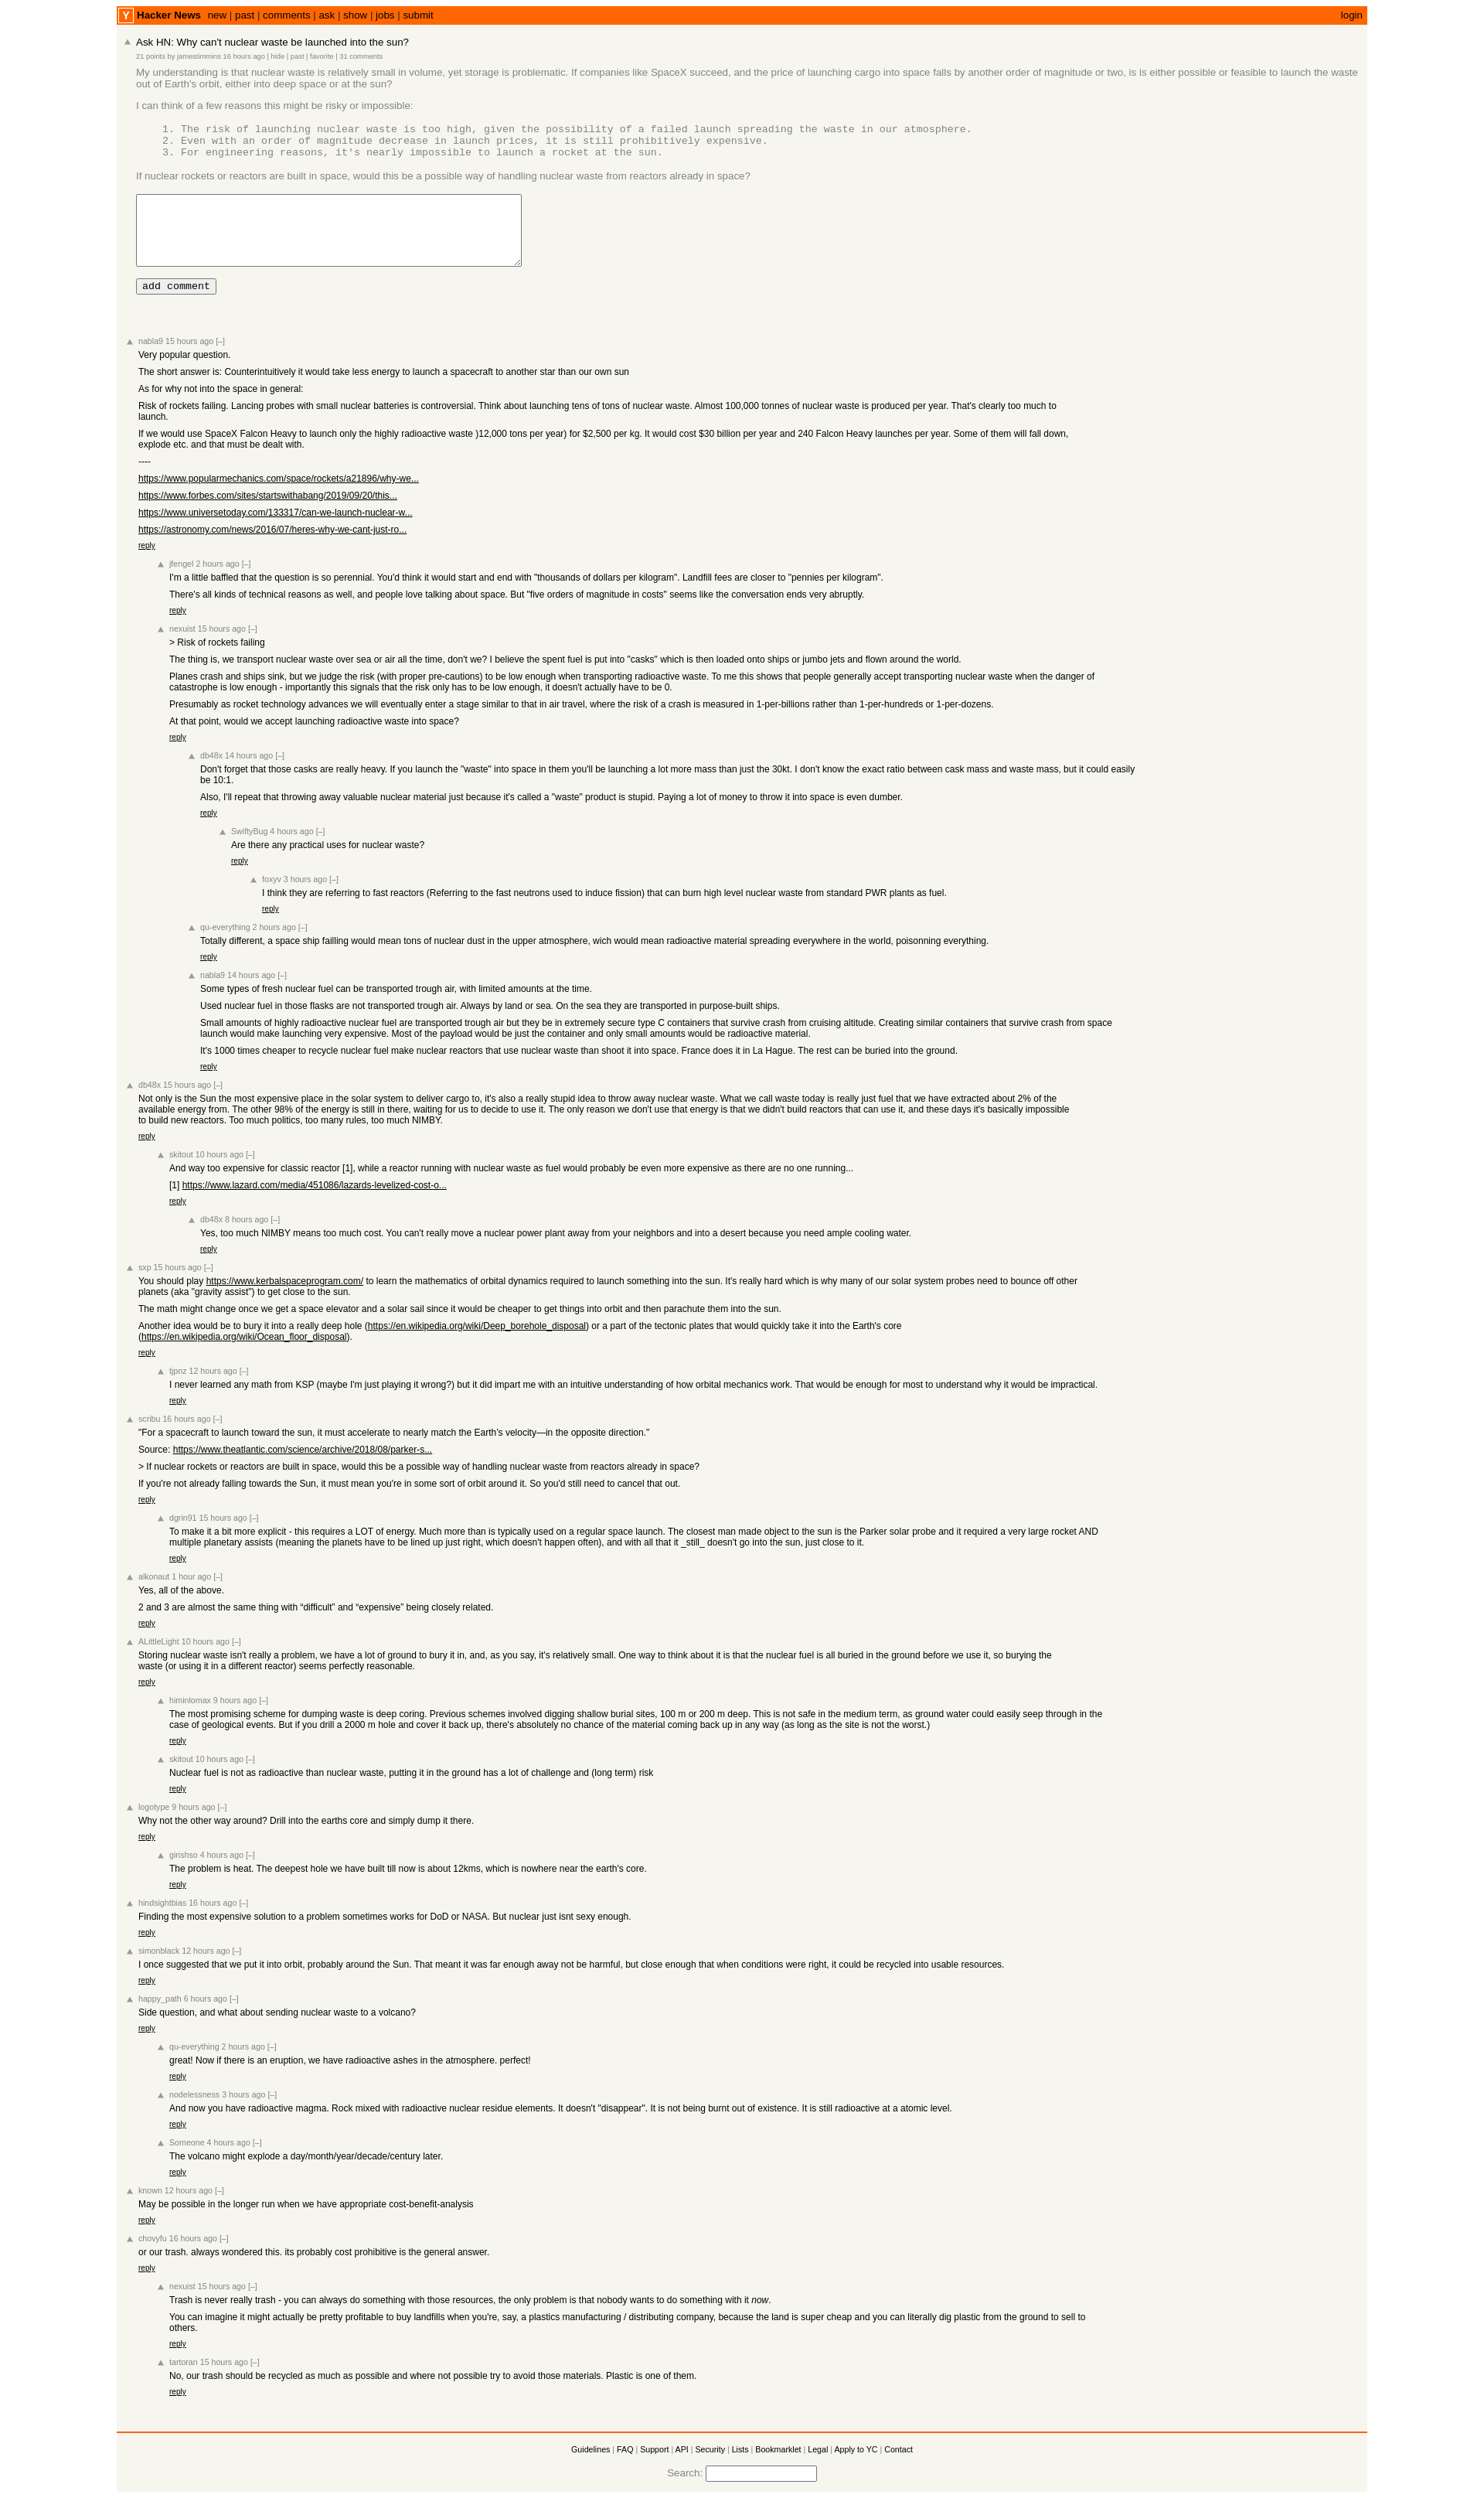 Y Hacker News new | past | comments | ask | show | jobs | submit login
Ask HN: Why can't nuclear waste be launched into the sun?
21 points by jamestimmins 16 hours ago | hide | past | favorite | 31 comments
My understanding is that nuclear waste is relatively small in volume, yet storage is problematic. If companies like SpaceX succeed, and the price of launching cargo into space falls by another order of magnitude or two, is is either possible or feasible to launch the waste
out of Earth's orbit, either into deep space or at the sun?
I can think of a few reasons this might be risky or impossible:
1. The risk of launching nuclear waste is too high, given the possibility of a failed launch spreading the waste in our atmosphere.
2. Even with an order of magnitude decrease in launch prices, it is still prohibitively expensive.
3. For engineering reasons, it's nearly impossible to launch a rocket at the sun.
If nuclear rockets or reactors are built in space, would this be a possible way of handling nuclear waste from reactors already in space?
add comment
nabla9 15 hours ago [–]
Very popular question.
The short answer is: Counterintuitively it would take less energy to launch a spacecraft to another star than our own sun
As for why not into the space in general:
Risk of rockets failing. Lancing probes with small nuclear batteries is controversial. Think about launching tens of tons of nuclear waste. Almost 100,000 tonnes of nuclear waste is produced per year. That's clearly too much to
launch.
If we would use SpaceX Falcon Heavy to launch only the highly radioactive waste )12,000 tons per year) for $2,500 per kg. It would cost $30 billion per year and 240 Falcon Heavy launches per year. Some of them will fall down,
explode etc. and that must be dealt with.
----
https://www.popularmechanics.com/space/rockets/a21896/why-we...
https://www.forbes.com/sites/startswithabang/2019/09/20/this...
https://www.universetoday.com/133317/can-we-launch-nuclear-w...
https://astronomy.com/news/2016/07/heres-why-we-cant-just-ro...
reply
jfengel 2 hours ago [–]
I'm a little baffled that the question is so perennial. You'd think it would start and end with "thousands of dollars per kilogram". Landfill fees are closer to "pennies per kilogram".
There's all kinds of technical reasons as well, and people love talking about space. But "five orders of magnitude in costs" seems like the conversation ends very abruptly.
reply
nexuist 15 hours ago [–]
> Risk of rockets failing
The thing is, we transport nuclear waste over sea or air all the time, don't we? I believe the spent fuel is put into "casks" which is then loaded onto ships or jumbo jets and flown around the world.
Planes crash and ships sink, but we judge the risk (with proper pre-cautions) to be low enough when transporting radioactive waste. To me this shows that people generally accept transporting nuclear waste when the danger of
catastrophe is low enough - importantly this signals that the risk only has to be low enough, it doesn't actually have to be 0.
Presumably as rocket technology advances we will eventually enter a stage similar to that in air travel, where the risk of a crash is measured in 1-per-billions rather than 1-per-hundreds or 1-per-dozens.
At that point, would we accept launching radioactive waste into space?
reply
db48x 14 hours ago [–]
Don't forget that those casks are really heavy. If you launch the "waste" into space in them you'll be launching a lot more mass than just the 30kt. I don't know the exact ratio between cask mass and waste mass, but it could easily
be 10:1.
Also, I'll repeat that throwing away valuable nuclear material just because it's called a "waste" product is stupid. Paying a lot of money to throw it into space is even dumber.
reply
SwiftyBug 4 hours ago [–]
Are there any practical uses for nuclear waste?
reply
foxyv 3 hours ago [–]
I think they are referring to fast reactors (Referring to the fast neutrons used to induce fission) that can burn high level nuclear waste from standard PWR plants as fuel.
reply
qu-everything 2 hours ago [–]
Totally different, a space ship failling would mean tons of nuclear dust in the upper atmosphere, wich would mean radioactive material spreading everywhere in the world, poisonning everything.
reply
nabla9 14 hours ago [–]
Some types of fresh nuclear fuel can be transported trough air, with limited amounts at the time.
Used nuclear fuel in those flasks are not transported trough air. Always by land or sea. On the sea they are transported in purpose-built ships.
Small amounts of highly radioactive nuclear fuel are transported trough air but they be in extremely secure type C containers that survive crash from cruising altitude. Creating similar containers that survive crash from space
launch would make launching very expensive. Most of the payload would be just the container and only small amounts would be radioactive material.
It's 1000 times cheaper to recycle nuclear fuel make nuclear reactors that use nuclear waste than shoot it into space. France does it in La Hague. The rest can be buried into the ground.
reply
db48x 15 hours ago [–]
Not only is the Sun the most expensive place in the solar system to deliver cargo to, it's also a really stupid idea to throw away nuclear waste. What we call waste today is really just fuel that we have extracted about 2% of the
available energy from. The other 98% of the energy is still in there, waiting for us to decide to use it. The only reason we don't use that energy is that we didn't build reactors that can use it, and these days it's basically impossible
to build new reactors. Too much politics, too many rules, too much NIMBY.
reply
skitout 10 hours ago [–]
And way too expensive for classic reactor [1], while a reactor running with nuclear waste as fuel would probably be even more expensive as there are no one running...
[1] https://www.lazard.com/media/451086/lazards-levelized-cost-o...
reply
db48x 8 hours ago [–]
Yes, too much NIMBY means too much cost. You can't really move a nuclear power plant away from your neighbors and into a desert because you need ample cooling water.
reply
sxp 15 hours ago [–]
You should play https://www.kerbalspaceprogram.com/ to learn the mathematics of orbital dynamics required to launch something into the sun. It's really hard which is why many of our solar system probes need to bounce off other
planets (aka "gravity assist") to get close to the sun.
The math might change once we get a space elevator and a solar sail since it would be cheaper to get things into orbit and then parachute them into the sun.
Another idea would be to bury it into a really deep hole (https://en.wikipedia.org/wiki/Deep_borehole_disposal) or a part of the tectonic plates that would quickly take it into the Earth's core
(https://en.wikipedia.org/wiki/Ocean_floor_disposal).
reply
tjpnz 12 hours ago [–]
I never learned any math from KSP (maybe I'm just playing it wrong?) but it did impart me with an intuitive understanding of how orbital mechanics work. That would be enough for most to understand why it would be impractical.
reply
scribu 16 hours ago [–]
"For a spacecraft to launch toward the sun, it must accelerate to nearly match the Earth’s velocity—in the opposite direction."
Source: https://www.theatlantic.com/science/archive/2018/08/parker-s...
> If nuclear rockets or reactors are built in space, would this be a possible way of handling nuclear waste from reactors already in space?
If you're not already falling towards the Sun, it must mean you're in some sort of orbit around it. So you'd still need to cancel that out.
reply
dgrin91 15 hours ago [–]
To make it a bit more explicit - this requires a LOT of energy. Much more than is typically used on a regular space launch. The closest man made object to the sun is the Parker solar probe and it required a very large rocket AND
multiple planetary assists (meaning the planets have to be lined up just right, which doesn't happen often), and with all that it _still_ doesn't go into the sun, just close to it.
reply
alkonaut 1 hour ago [–]
Yes, all of the above.
2 and 3 are almost the same thing with “difficult” and “expensive” being closely related.
reply
ALittleLight 10 hours ago [–]
Storing nuclear waste isn't really a problem, we have a lot of ground to bury it in, and, as you say, it's relatively small. One way to think about it is that the nuclear fuel is all buried in the ground before we use it, so burying the
waste (or using it in a different reactor) seems perfectly reasonable.
reply
himinlomax 9 hours ago [–]
The most promising scheme for dumping waste is deep coring. Previous schemes involved digging shallow burial sites, 100 m or 200 m deep. This is not safe in the medium term, as ground water could easily seep through in the
case of geological events. But if you drill a 2000 m hole and cover it back up, there's absolutely no chance of the material coming back up in any way (as long as the site is not the worst.)
reply
skitout 10 hours ago [–]
Nuclear fuel is not as radioactive than nuclear waste, putting it in the ground has a lot of challenge and (long term) risk
reply
logotype 9 hours ago [–]
Why not the other way around? Drill into the earths core and simply dump it there.
reply
girishso 4 hours ago [–]
The problem is heat. The deepest hole we have built till now is about 12kms, which is nowhere near the earth's core.
reply
hindsightbias 16 hours ago [–]
Finding the most expensive solution to a problem sometimes works for DoD or NASA. But nuclear just isnt sexy enough.
reply
simonblack 12 hours ago [–]
I once suggested that we put it into orbit, probably around the Sun. That meant it was far enough away not be harmful, but close enough that when conditions were right, it could be recycled into usable resources.
reply
happy_path 6 hours ago [–]
Side question, and what about sending nuclear waste to a volcano?
reply
qu-everything 2 hours ago [–]
great! Now if there is an eruption, we have radioactive ashes in the atmosphere. perfect!
reply
nodelessness 3 hours ago [–]
And now you have radioactive magma. Rock mixed with radioactive nuclear residue elements. It doesn't "disappear". It is not being burnt out of existence. It is still radioactive at a atomic level.
reply
Someone 4 hours ago [–]
The volcano might explode a day/month/year/decade/century later.
reply
known 12 hours ago [–]
May be possible in the longer run when we have appropriate cost-benefit-analysis
reply
chovyfu 16 hours ago [–]
or our trash. always wondered this. its probably cost prohibitive is the general answer.
reply
nexuist 15 hours ago [–]
Trash is never really trash - you can always do something with those resources, the only problem is that nobody wants to do something with it now.
You can imagine it might actually be pretty profitable to buy landfills when you're, say, a plastics manufacturing / distributing company, because the land is super cheap and you can literally dig plastic from the ground to sell to
others.
reply
tartoran 15 hours ago [–]
No, our trash should be recycled as much as possible and where not possible try to avoid those materials. Plastic is one of them.
reply
Guidelines | FAQ | Support | API | Security | Lists | Bookmarklet | Legal | Apply to YC | Contact
Search: